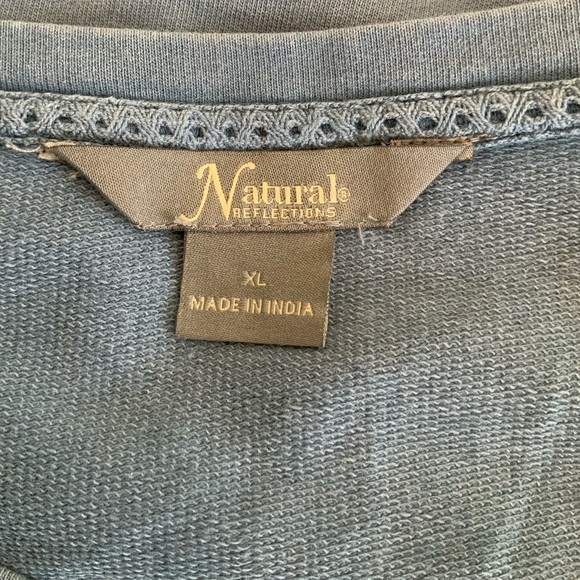 Natural®
REFLECTIONS
XL
MADE IN INDIA